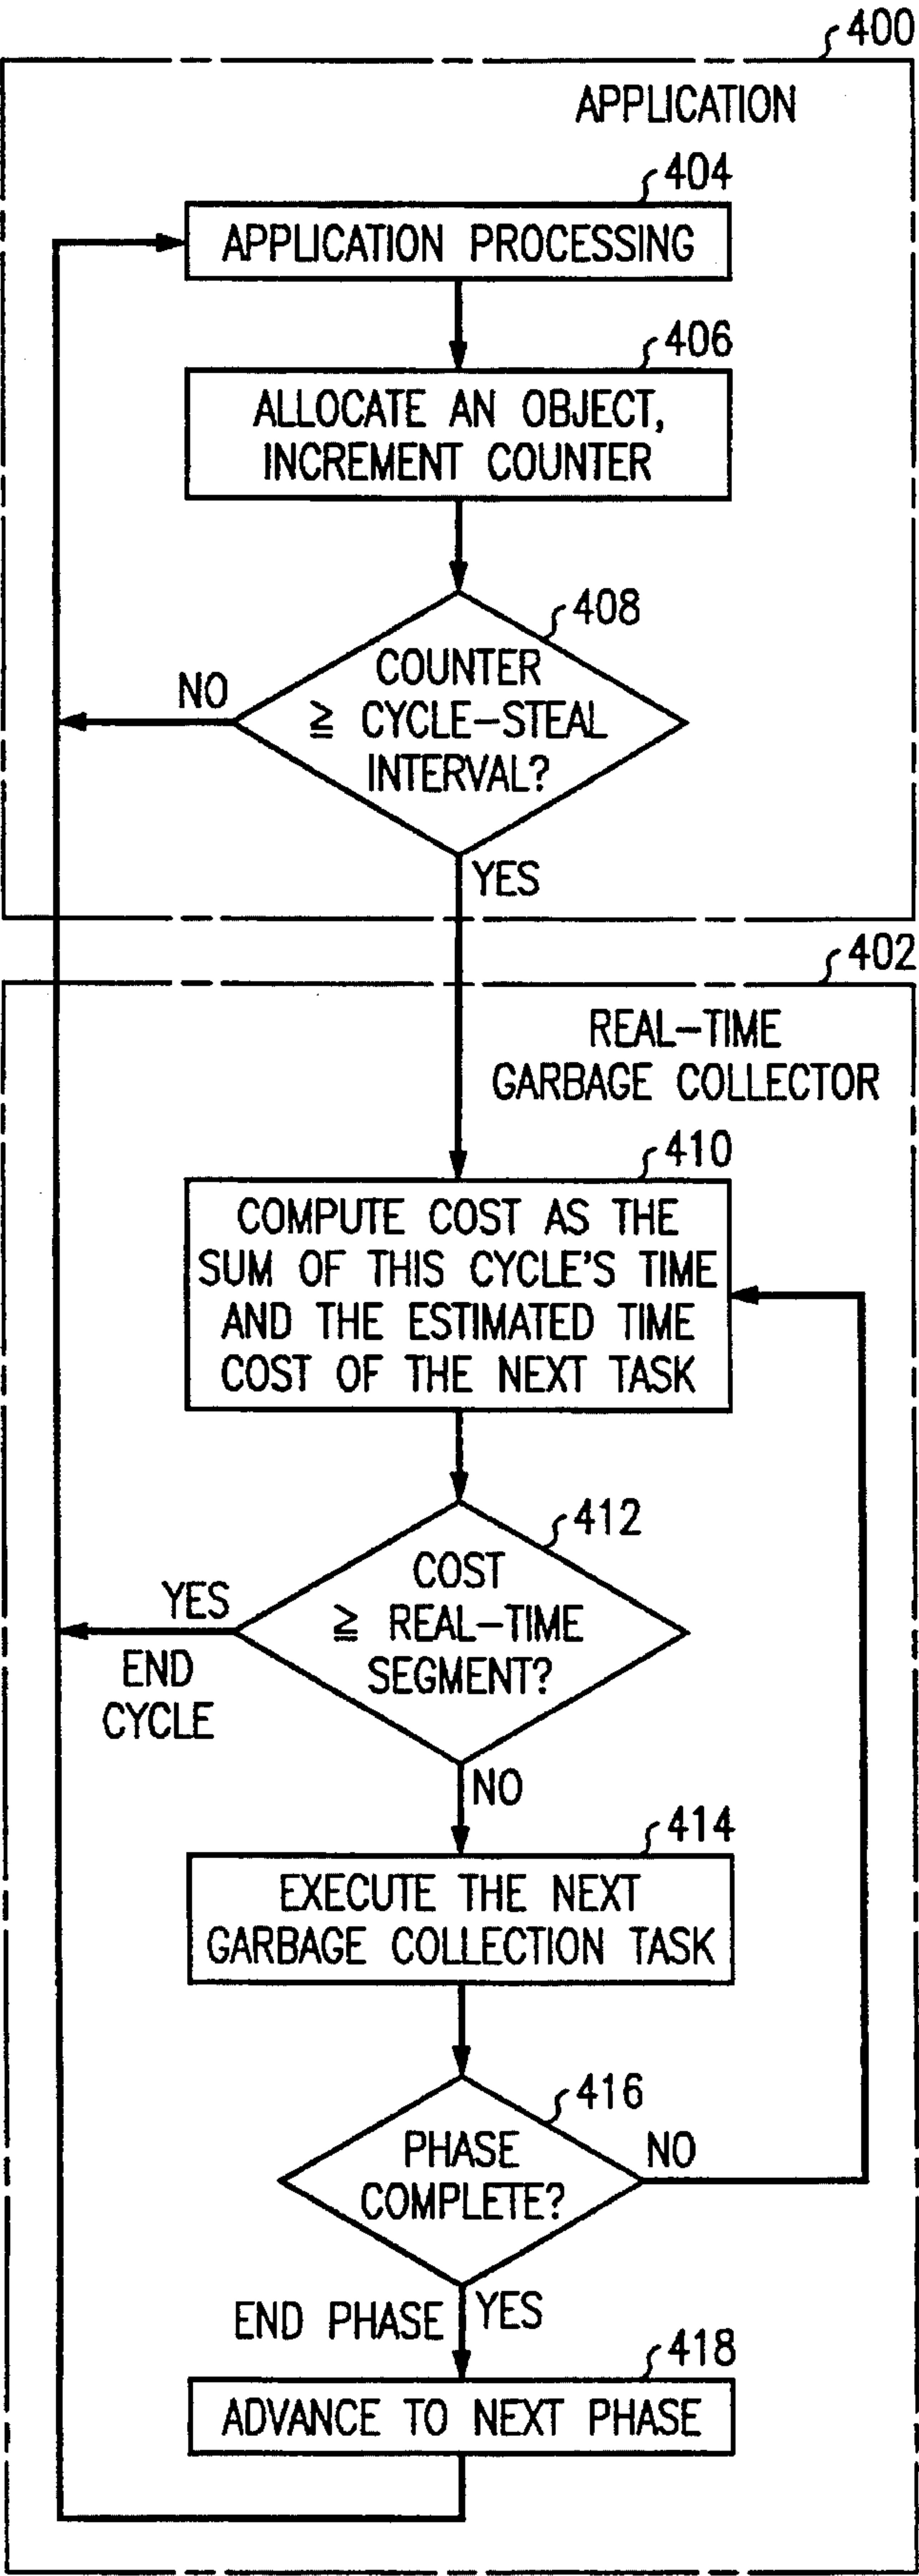 400
APPLICATION
404
APPLICATION PROCESSING
406
ALLOCATE AN OBJECT,
INCREMENT COUNTER
408
COUNTER
≧ CYCLE-STEAL
INTERVAL?
NO
YES
402
REAL-TIME
GARBAGE COLLECTOR
410
COMPUTE COST AS THE
SUM OF THIS CYCLE'S TIME
AND THE ESTIMATED TIME
COST OF THE NEXT TASK
412
COST
≧ REAL-TIME
SEGMENT?
YES
END
CYCLE
NO
414
EXECUTE THE NEXT
GARBAGE COLLECTION TASK
416
PHASE
COMPLETE?
NO
END PHASE
YES
418
ADVANCE TO NEXT PHASE